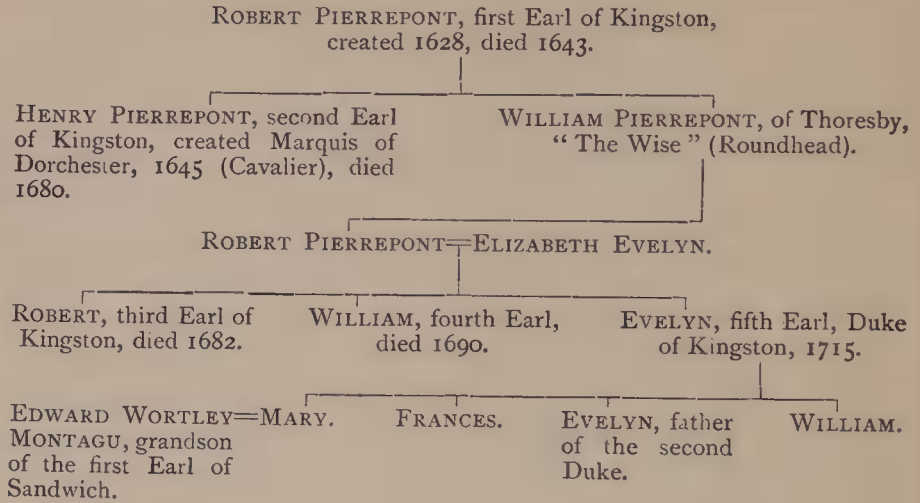 ROBERT PIERREPONT, first Earl of Kingston,
created 1628, died 1643.
HENRY PIERREPONT, second Earl
of Kingston, created Marquis of
Dorchester, 1645 (Cavalier), died
1680.
WILLIAM PIERREPONT, of Thoresby,
“ The Wise ” (Roundhead).
ROBERT PIERREPONT=ELIZABETH EVELYN.
ROBERT, third Earl of
Kingston, died 1682.
WILLIAM, fourth Earl,
died 1690.
EVELYN, fifth Earl, Duke
of Kingston, 1715.
EDWARD WORTLEY=MARY.
MONTAGU, grandson
of the first Earl of
Sandwich.
FRANCES.
EVELYN, father
of the second
Duke.
WILLIAM.